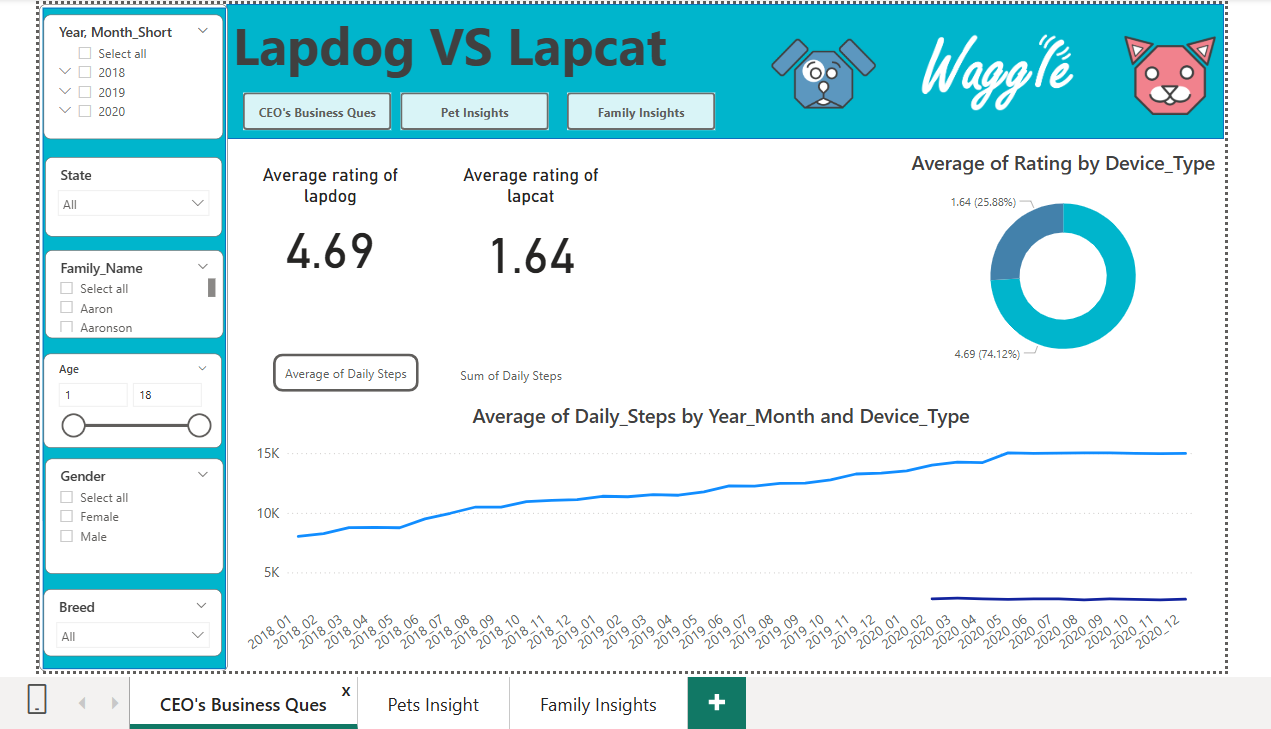 Year, Month_Short
Select all
2018
2019
2020
State
All
Family_Name
Select all
Aaron
Aaronson
Age
1 18
Gender
Select all
Female
Male
Breed
All
Lapdog VS Lapcat
Waggle
CEO's Business Ques Pet Insights Family Insights
Average rating of
lapdog
4.69
Average rating of
lapcat
1.64
Average of Rating by Device_Type
1.64 (25.88%)
4.69 (74.12%)
Average of Daily Steps Sum of Daily Steps
Average of Daily_Steps by Year_Month and Device_Type
15K
10K
5K
2018_01
2018_02
2018_03
2018_04
2018_05
2018_06
2018_07
2018_08
2018_09
2018_10
2018_11
2018_12
2019_01
2019_02
2019_03
2019_04
2019_05
2019_06
2019_07
2019_08
2019_09
2019_10
2019_11
2019_12
2020_01
2020_02
2020_03
2020_04
2020_05
2020_06
2020_07
2020_08
2020_09
2020_10
2020_11
2020_12
CEO's Business Ques x Pets Insight Family Insights